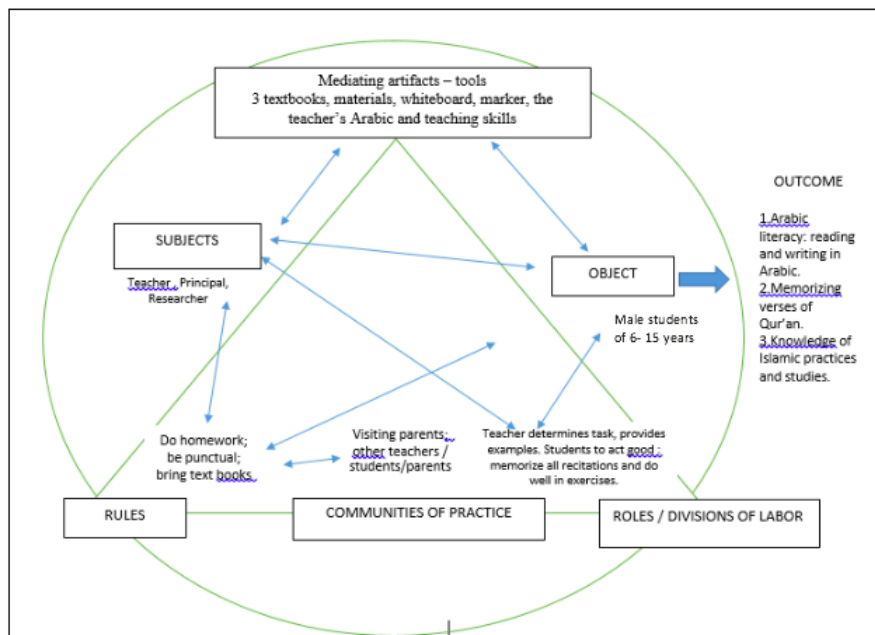 Mediating artifacts – tools
3 textbooks, materials, whiteboard, marker, the
teacher's Arabic and teaching skills
OUTCOME
1.Arabic
literacy: reading
and writing in
Arabic.
2.Memorizing
verses of
Qur'an.
3.Knowledge of
Islamic practices
and studies.
SUBJECTS
Teacher , Principal,
Researcher
OBJECT
Male students
of 6- 15 years
Do homework;
be punctual;
bring text books.
Visiting parents;
other teachers /
students/parents
Teacher determines task, provides
examples. Students to act good ;
memorize all recitations and do
well in exercises.
RULES
COMMUNITIES OF PRACTICE
ROLES / DIVISIONS OF LABOR